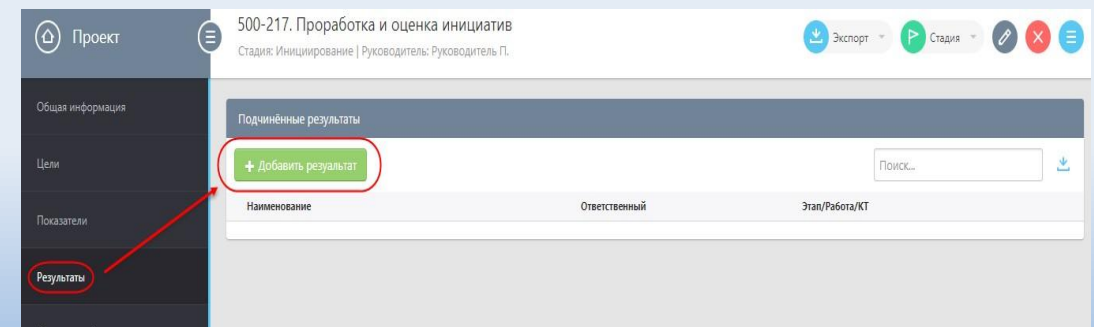 Проект
500-217. Проработка и оценка инициатив
Стадия: Инициирование | Руководитель: Руководитель П.
Экспорт
Стадия
Общая информация
Цели
Показатели
Результаты
Подчинённые результаты
+ Добавить резуальтат
Поиск...
Наименование
Ответственный
Этап/Работа/КТ